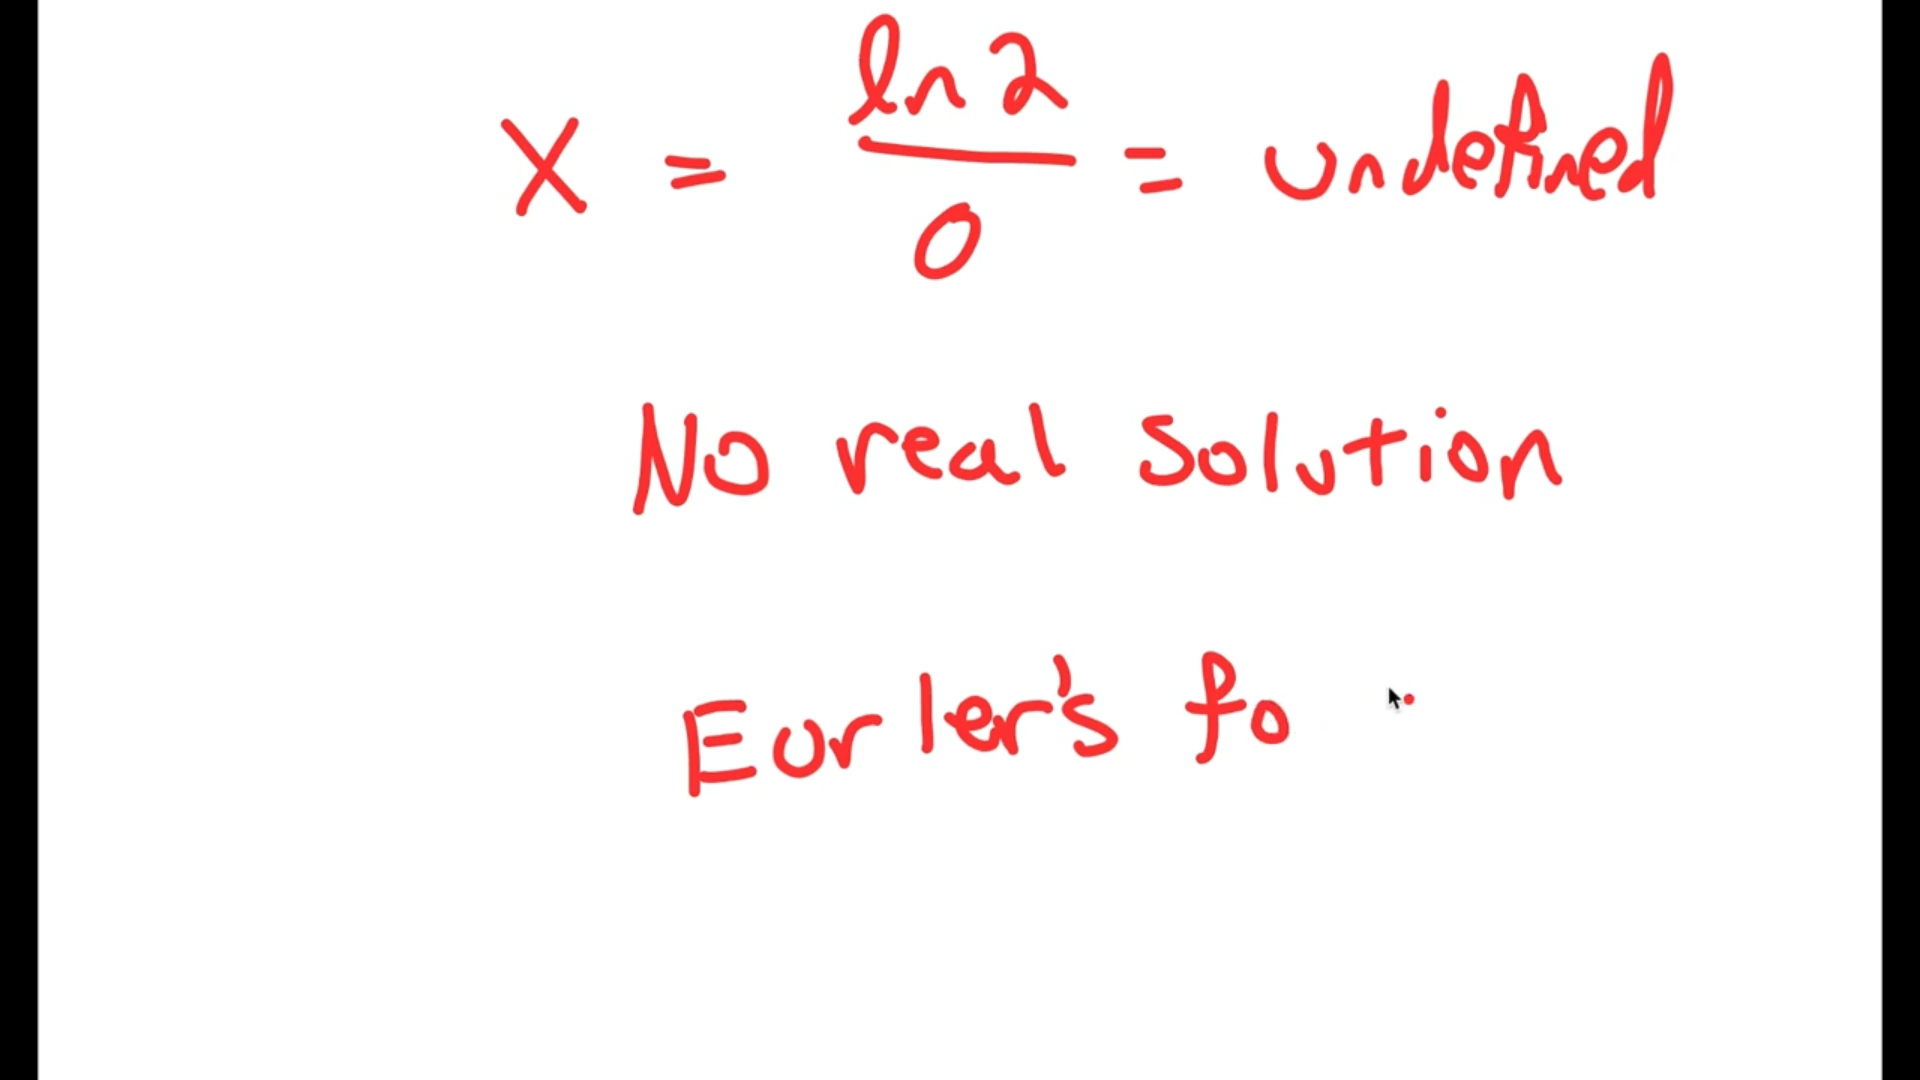 x = ln 2 / 0 = undefined
No real solution
Eurler's fo